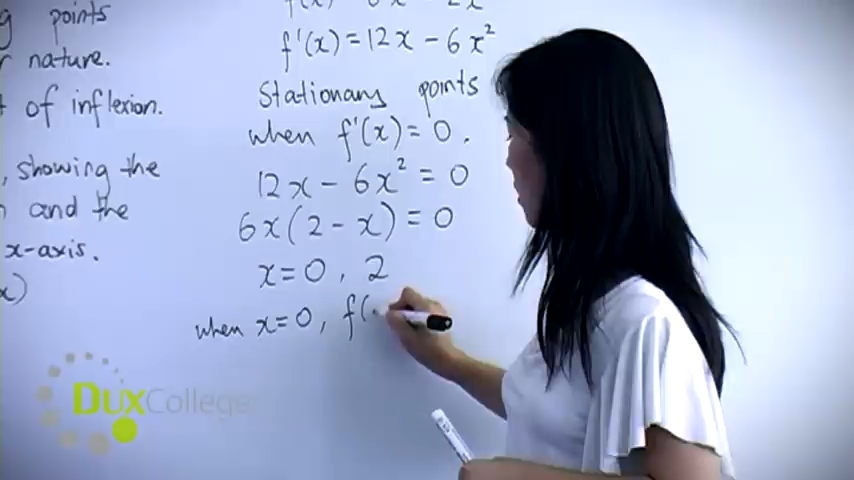 points
nature.
of inflexion.
, showing the
and the
x-axis.
x)
f'(x) = 12x - 6x²
Stationary points
when f'(x) = 0.
12x - 6x² = 0
6x(2 - x) = 0
x = 0, 2
when x = 0, f(
DuxCollege